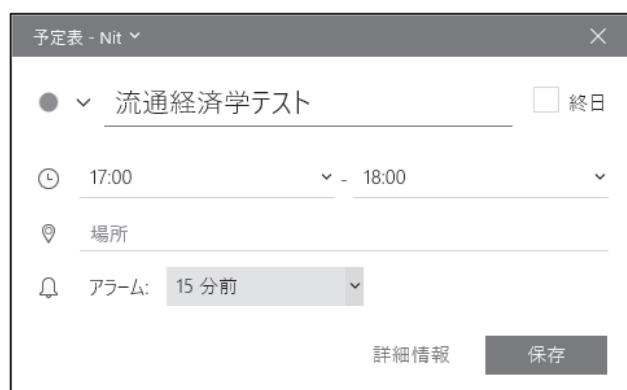 予定表 - Nit
流通経済学テスト
終日
17:00 - 18:00
場所
アラーム: 15 分前
詳細情報 保存